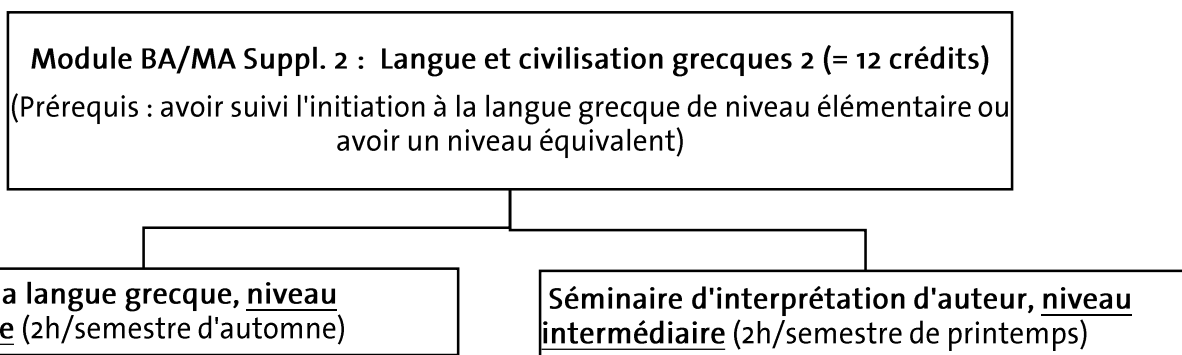 Module BA/MA Suppl. 2 : Langue et civilisation grecques 2 (= 12 crédits)
(Prérequis : avoir suivi l'initiation à la langue grecque de niveau élémentaire ou
avoir un niveau équivalent)
a langue grecque, niveau
e (2h/semestre d'automne)
Séminaire d'interprétation d'auteur, niveau
intermédiaire (2h/semestre de printemps)